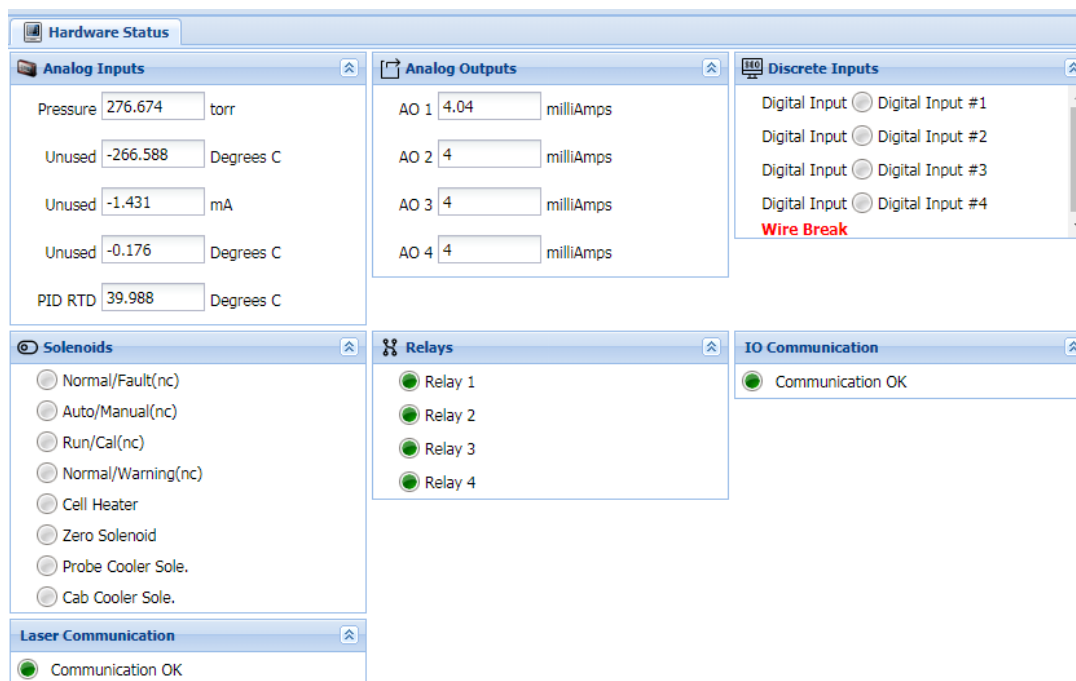 Hardware Status
Analog Inputs
Pressure 276.674 torr
Unused -266.588 Degrees C
Unused -1.431 mA
Unused -0.176 Degrees C
PID RTD 39.988 Degrees C
Analog Outputs
AO 1 4.04 milliAmps
AO 2 4 milliAmps
AO 3 4 milliAmps
AO 4 4 milliAmps
Discrete Inputs
Digital Input Digital Input #1
Digital Input Digital Input #2
Digital Input Digital Input #3
Digital Input Digital Input #4
Wire Break
Solenoids
Normal/Fault(nc)
Auto/Manual(nc)
Run/Cal(nc)
Normal/Warning(nc)
Cell Heater
Zero Solenoid
Probe Cooler Sole.
Cab Cooler Sole.
Relays
Relay 1
Relay 2
Relay 3
Relay 4
IO Communication
Communication OK
Laser Communication
Communication OK